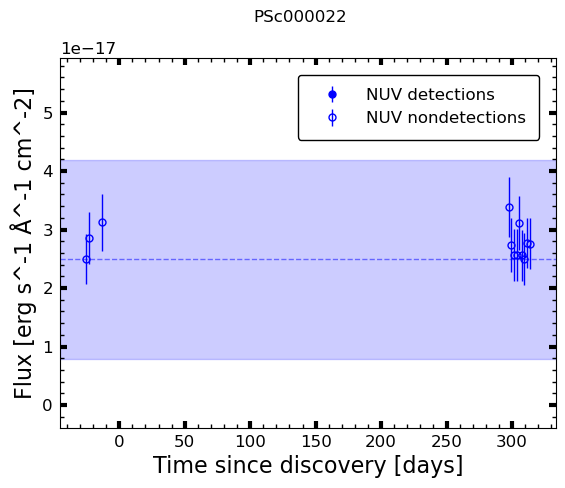 PSc000022
1e−17
NUV detections
NUV nondetections
5
4
3
2
1
0
Flux [erg s^-1 Å^-1 cm^-2]
0 50 100 150 200 250 300
Time since discovery [days]